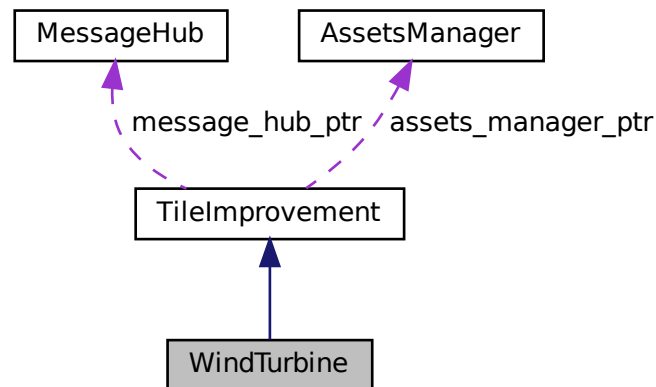 MessageHub
AssetsManager
message_hub_ptr
assets_manager_ptr
TileImprovement
WindTurbine